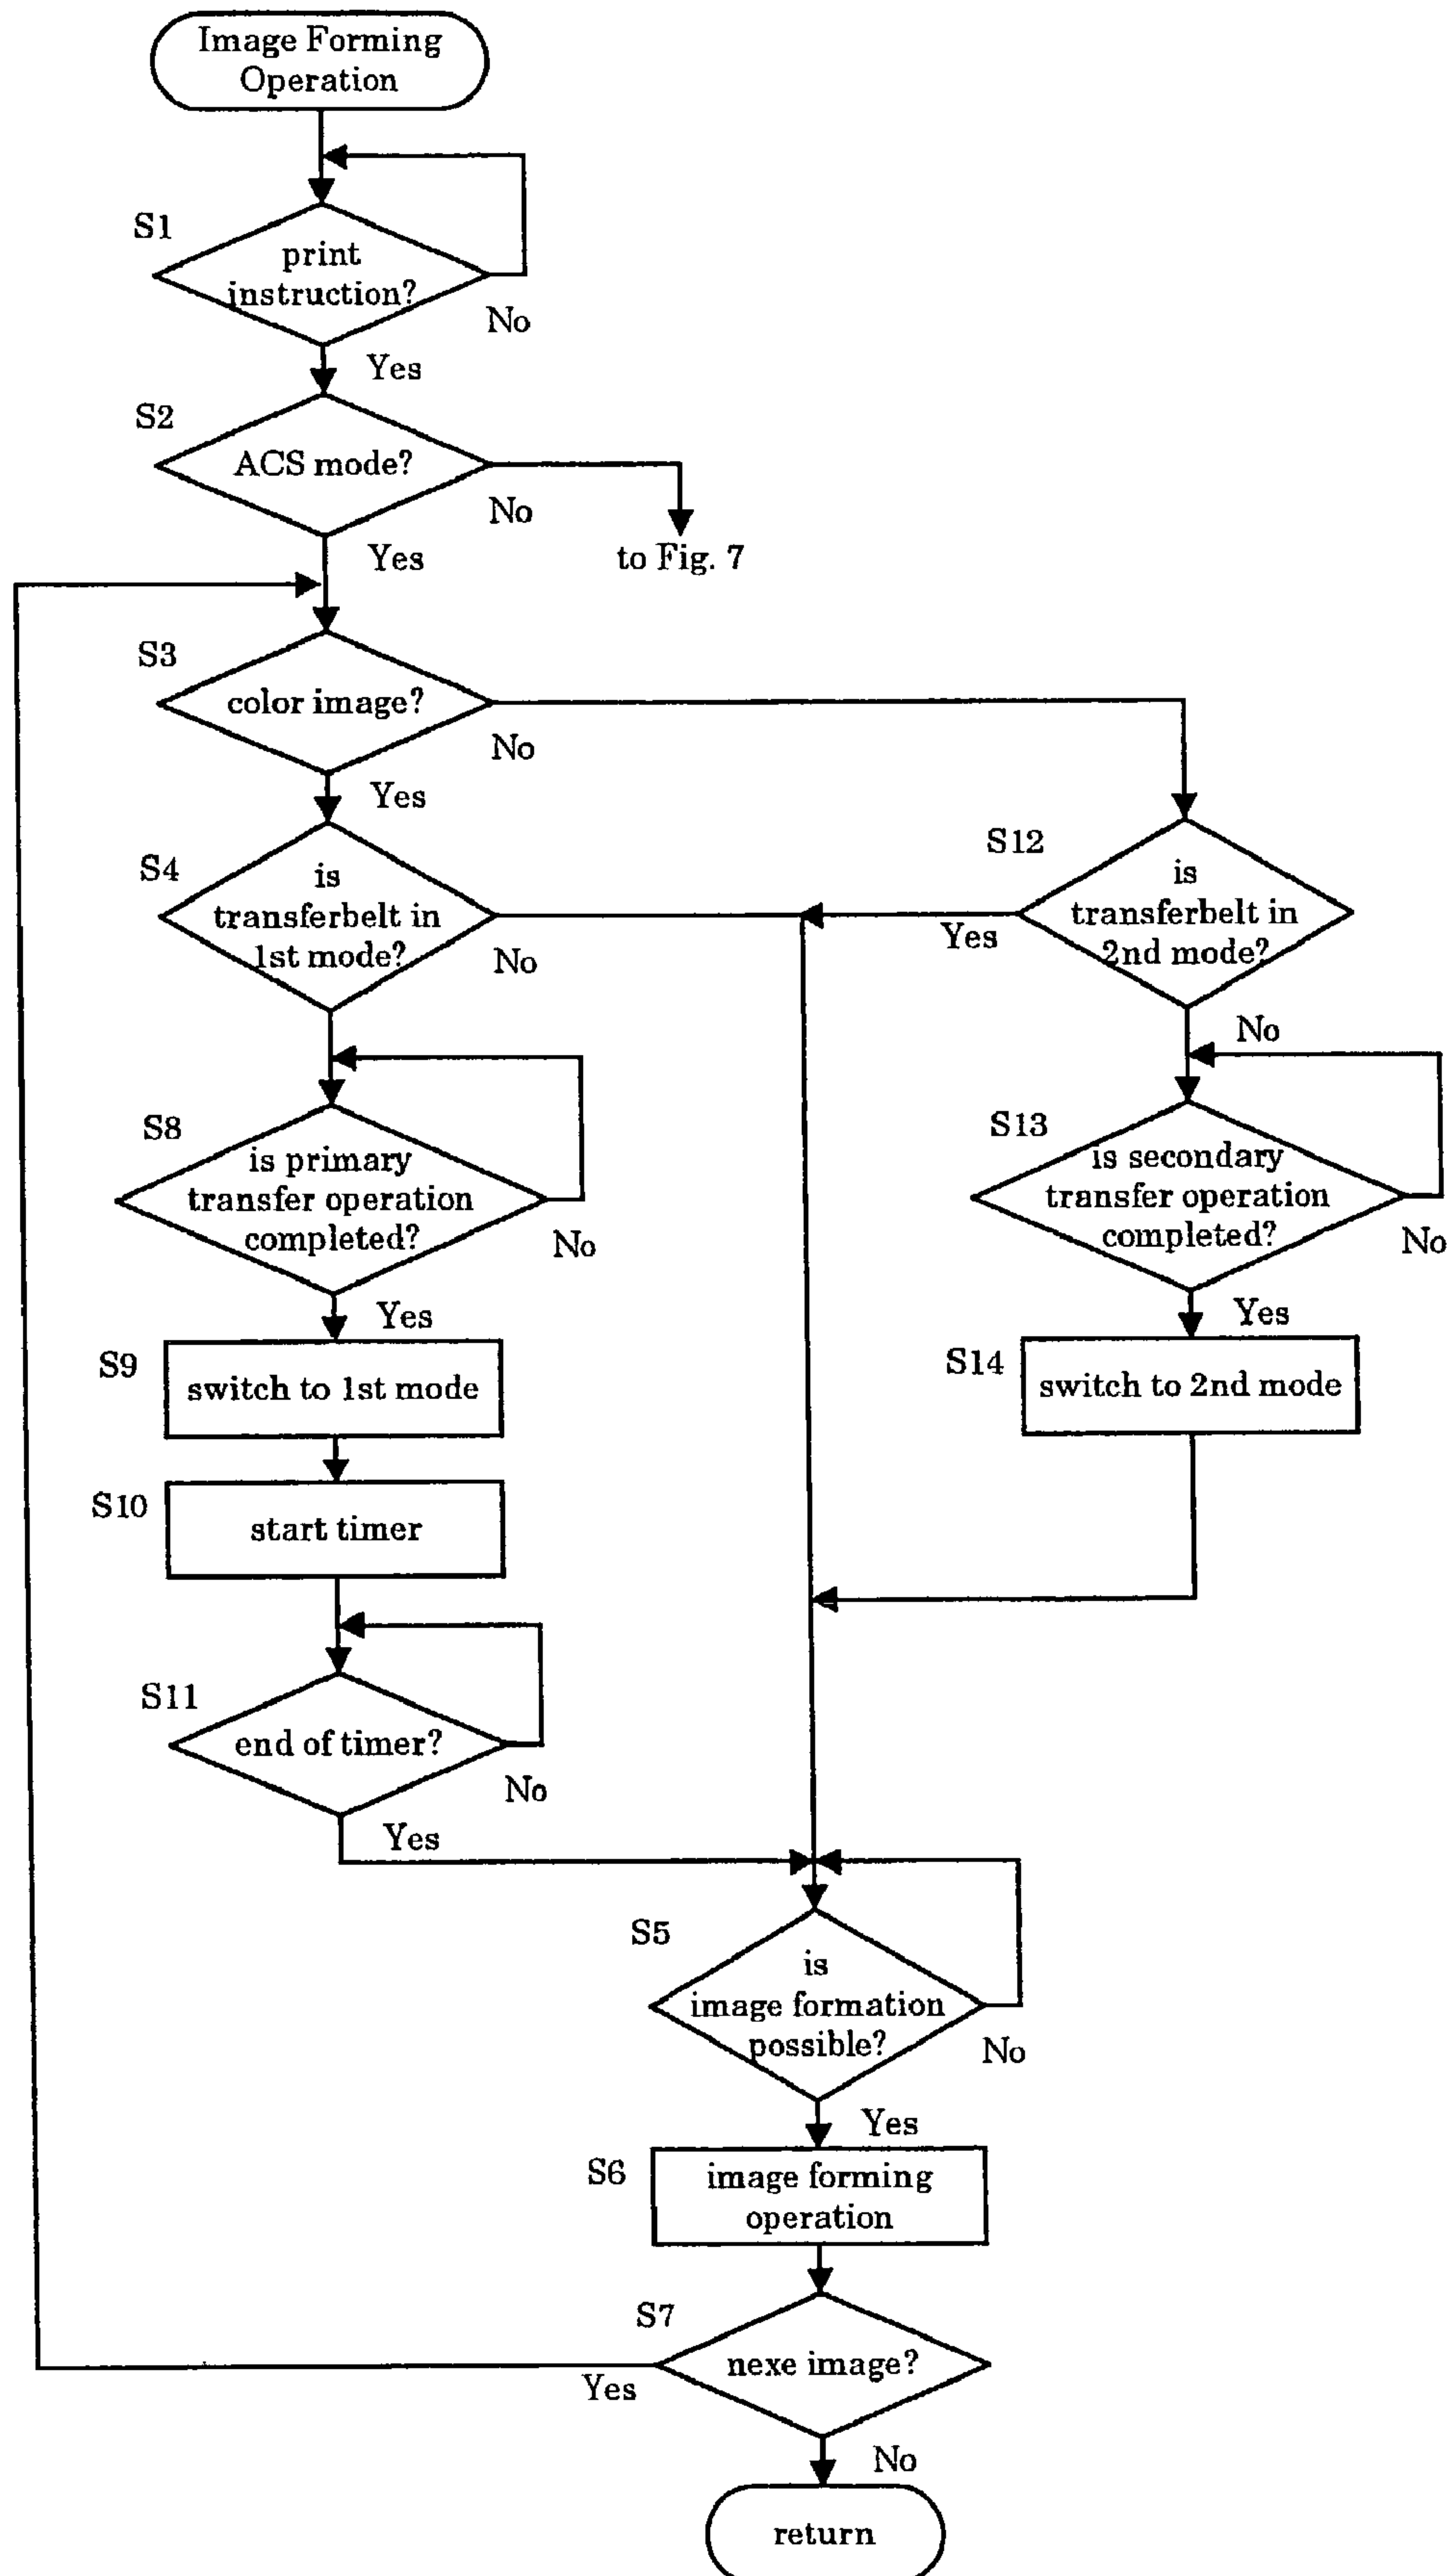 Image Forming
Operation
S1
print
instruction?
No
Yes
S2
ACS mode?
No
to Fig. 7
Yes
S3
color image?
No
Yes
S4
is
transferbelt in
1st mode?
No
S12
is
transferbelt in
2nd mode?
Yes
No
S8
is primary
transfer operation
completed?
No
Yes
S13
is secondary
transfer operation
completed?
No
Yes
S9
switch to 1st mode
S14
switch to 2nd mode
S10
start timer
S11
end of timer?
No
Yes
S5
is
image formation
possible?
No
Yes
S6
image forming
operation
S7
nexe image?
Yes
No
return